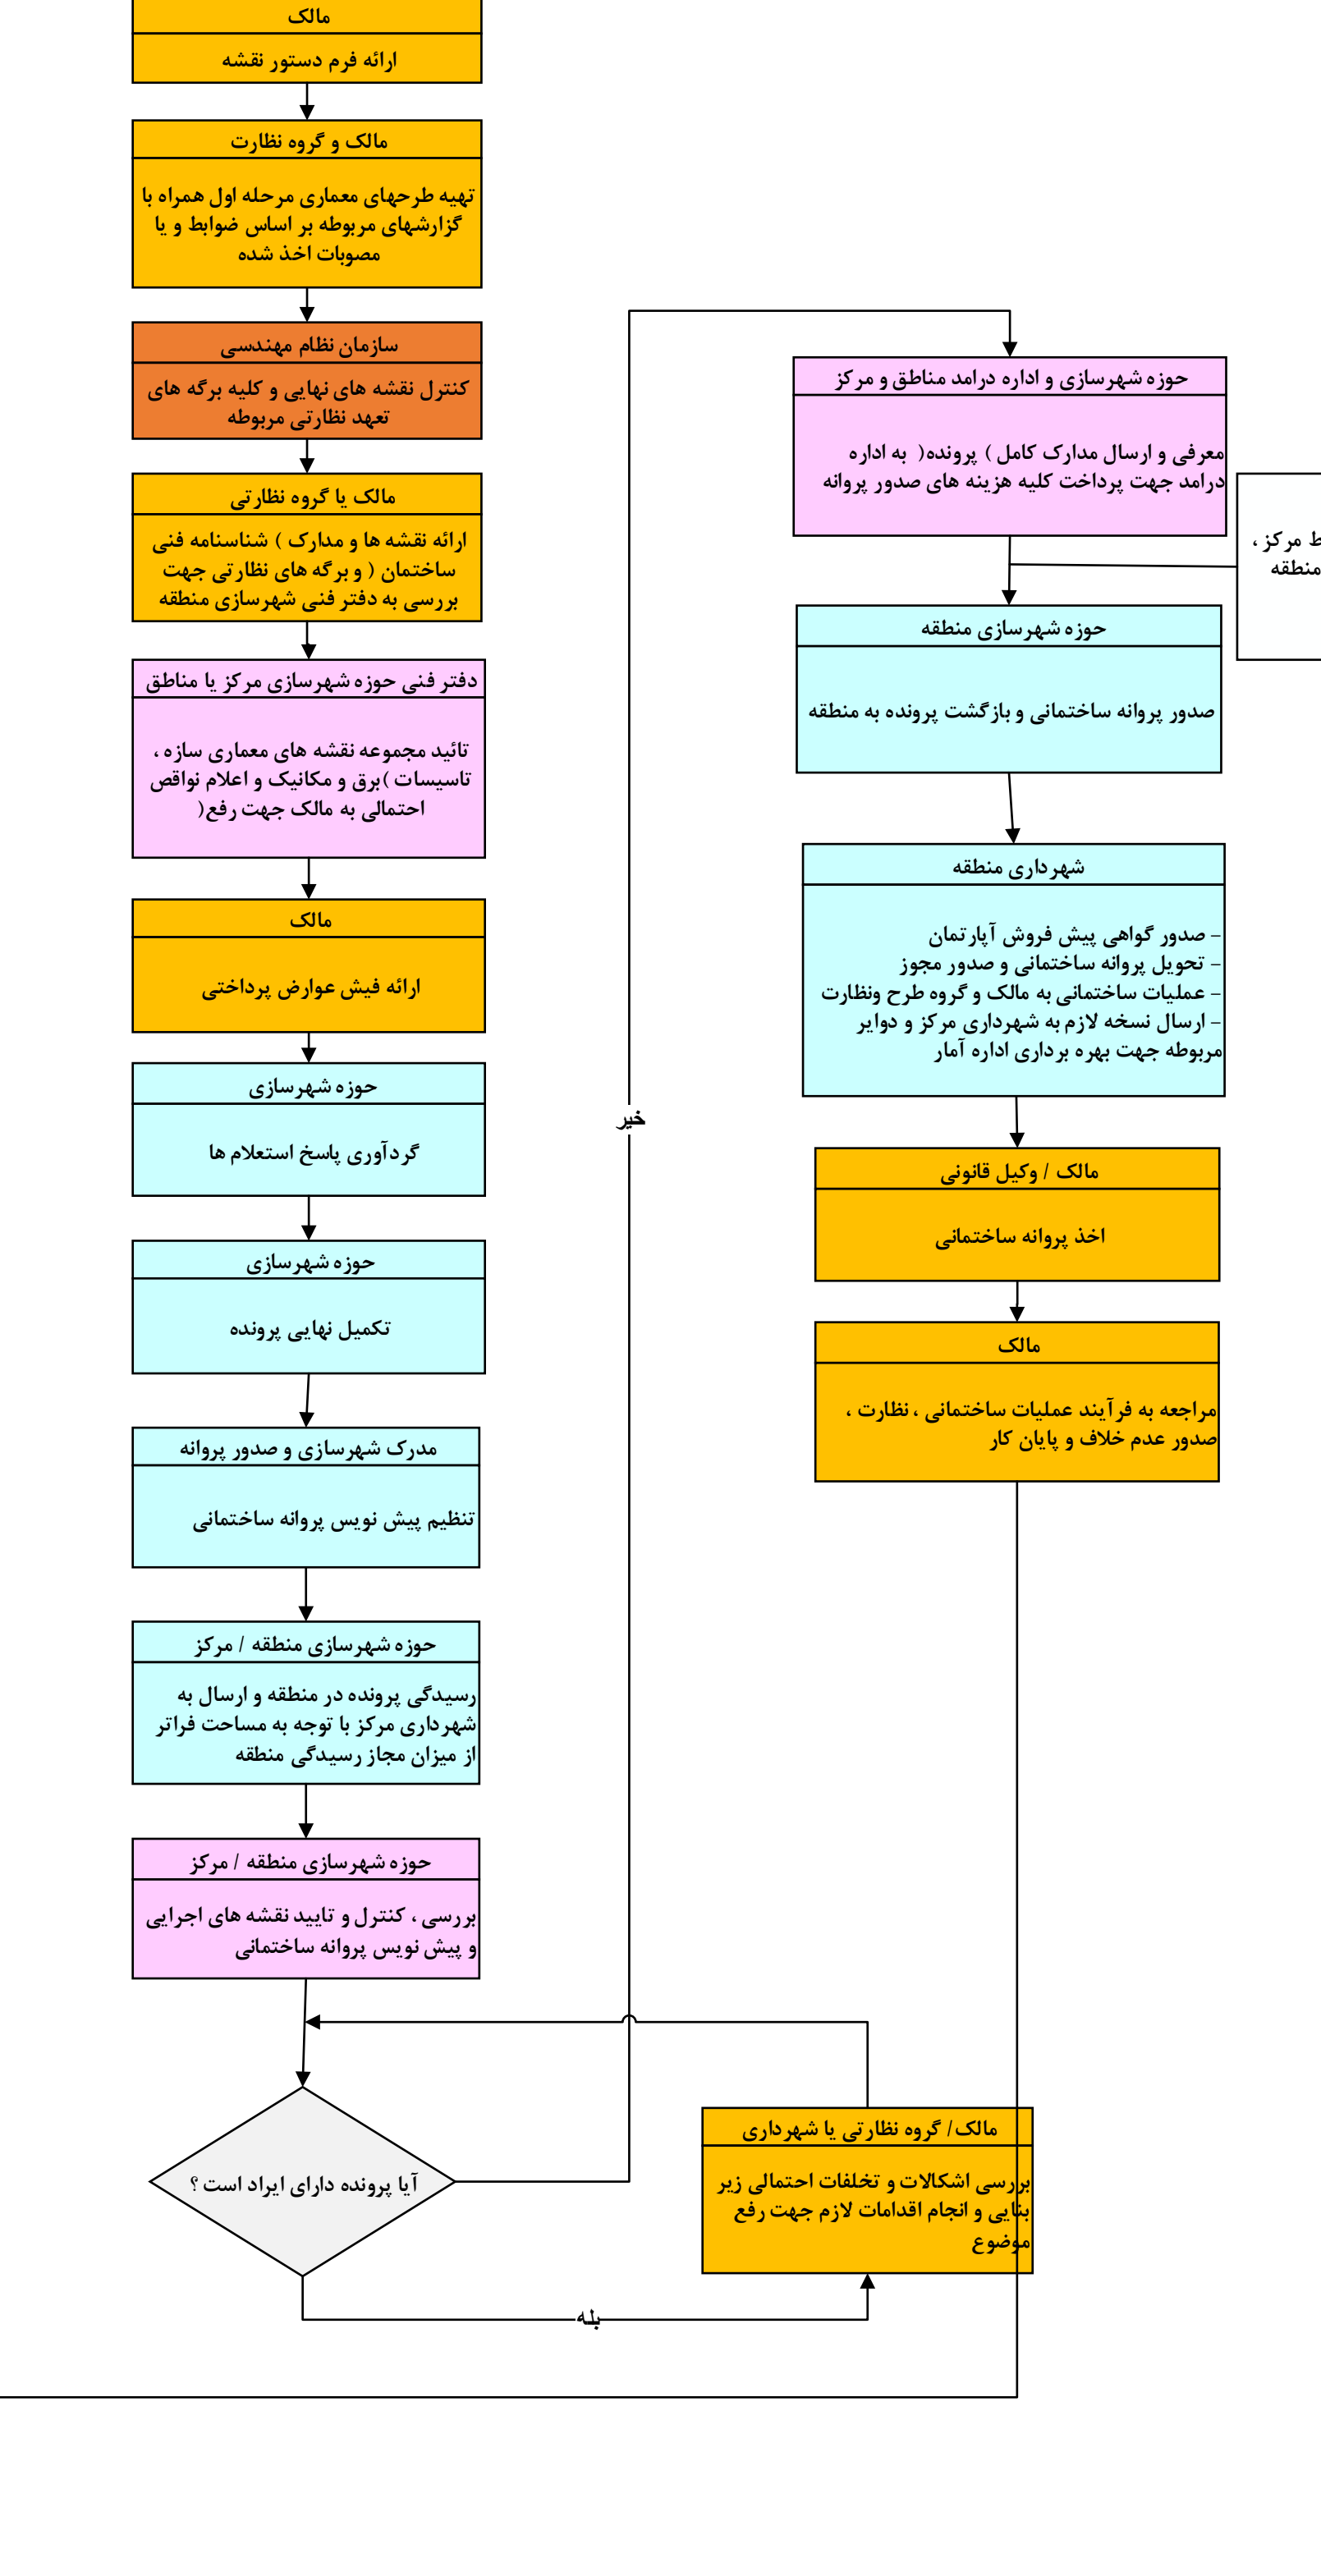 مالک
ارائه فرم دستور نقشه
مالک و گروه نظارت
تهیه طرحهای معماری مرحله اول همراه با
گزارشهای مربوطه بر اساس ضوابط و یا
مصوبات اخذ شده
سازمان نظام مهندسی
کنترل نقشه های نهایی و کلیه برگه های
تعهد نظارتی مربوطه
مالک یا گروه نظارتی
ارائه نقشه ها و مدارک ) شناسنامه فنی
ساختمان ( و برگه های نظارتی جهت
بررسی به دفتر فنی شهرسازی منطقه
دفتر فنی حوزه شهرسازی مرکز یا مناطق
تائید مجموعه نقشه های معماری سازه ،
تاسیسات )برق و مکانیک و اعلام نواقص
احتمالی به مالک جهت رفع(
مالک
ارائه فیش عوارض پرداختی
حوزه شهرسازی
گردآوری پاسخ استعلام ها
حوزه شهرسازی
تکمیل نهایی پرونده
مدرک شهرسازی و صدور پروانه
تنظیم پیش نویس پروانه ساختمانی
حوزه شهرسازی منطقه / مرکز
رسیدگی پرونده در منطقه و ارسال به
شهرداری مرکز با توجه به مساحت فراتر
از میزان مجاز رسیدگی منطقه
حوزه شهرسازی منطقه / مرکز
بررسی ، کنترل و تایید نقشه های اجرایی
و پیش نویس پروانه ساختمانی
آیا پرونده دارای ایراد است ؟
بله
مالک/ گروه نظارتی یا شهرداری
بررسی اشکالات و تخلفات احتمالی زیر
بنایی و انجام اقدامات لازم جهت رفع
موضوع
خیر
حوزه شهرسازی و اداره درامد مناطق و مرکز
معرفی و ارسال مدارک کامل ) پرونده( به اداره
درامد جهت پرداخت کلیه هزینه های صدور پروانه
ط مرکز ،
منطقه
حوزه شهرسازی منطقه
صدور پروانه ساختمانی و بازگشت پرونده به منطقه
شهرداری منطقه
- صدور گواهی پیش فروش آپارتمان
- تحویل پروانه ساختمانی و صدور مجوز
- عملیات ساختمانی به مالک و گروه طرح ونظارت
- ارسال نسخه لازم به شهرداری مرکز و دوایر
مربوطه جهت بهره برداری اداره آمار
مالک / وکیل قانونی
اخذ پروانه ساختمانی
مالک
مراجعه به فرآیند عملیات ساختمانی ، نظارت ،
صدور عدم خلاف و پایان کار